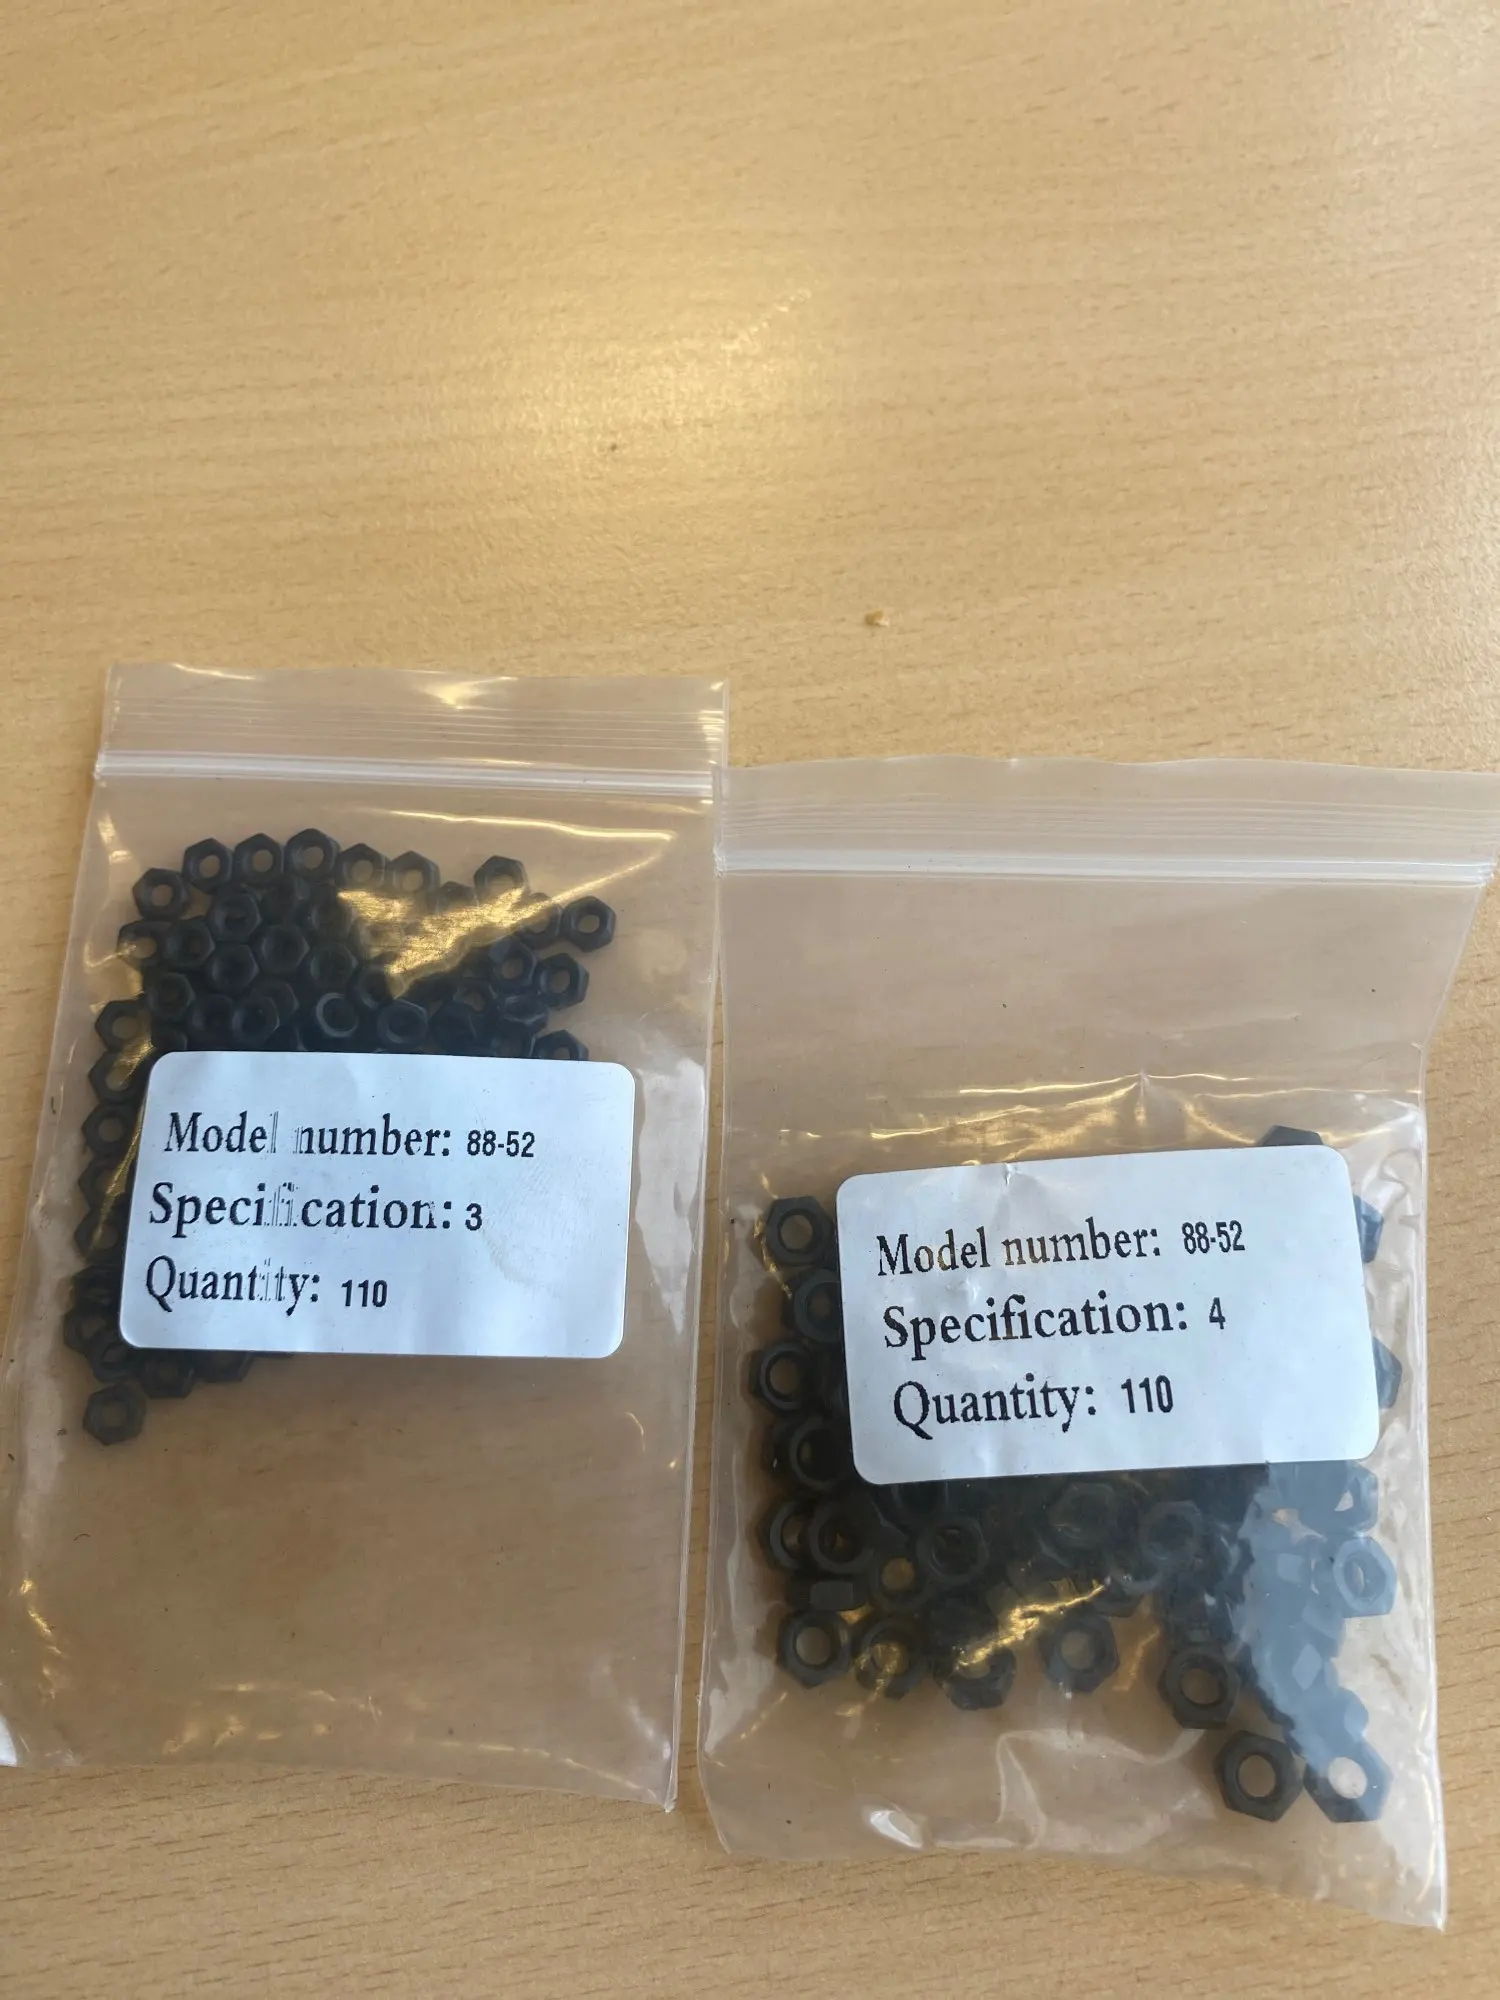 Model number: 88-52
Specification: 3
Quantity: 110
Model number: 88-52
Specification: 4
Quantity: 110